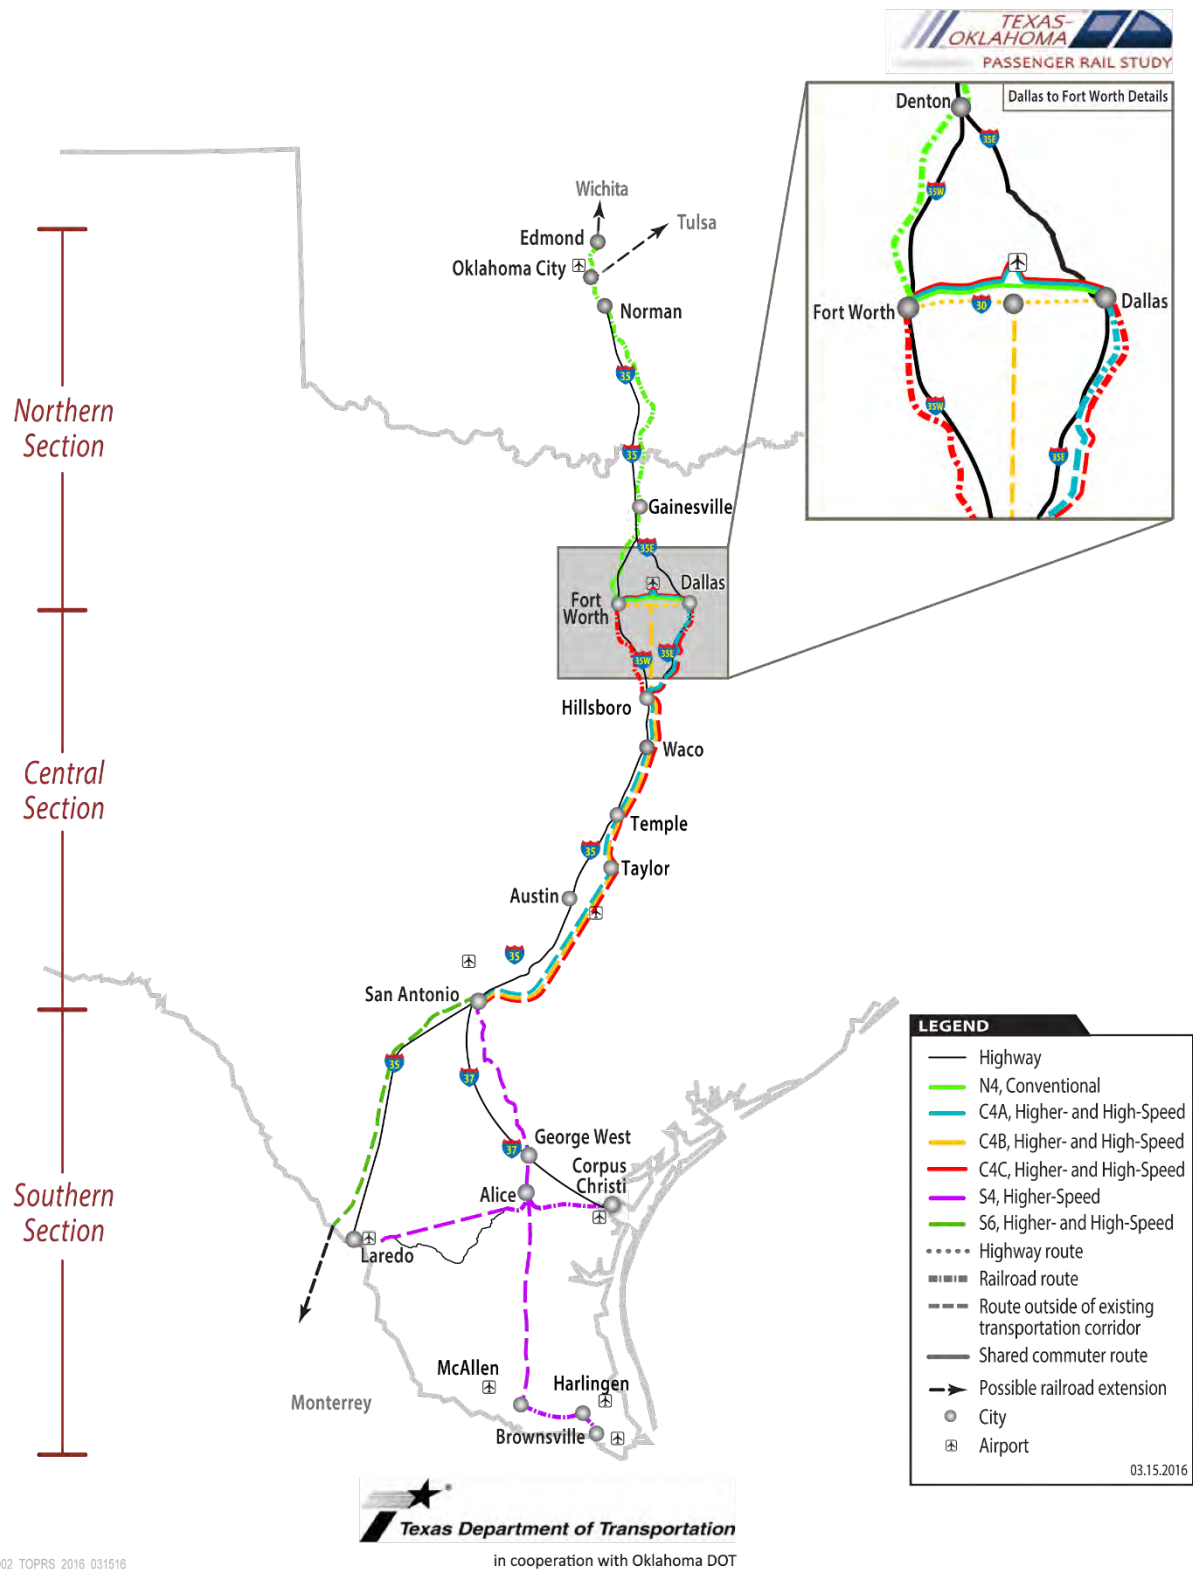 TEXAS-
OKLAHOMA
PASSENGER RAIL STUDY
Dallas to Fort Worth Details
Denton
35E
35W
Fort Worth
30
Dallas
35W
35E
Wichita
Tulsa
Edmond
Oklahoma City
Norman
35
35
Gainesville
35E
Dallas
Fort
Worth
35W
35E
Hillsboro
Waco
Temple
35
Taylor
Austin
35
San Antonio
35
37
37
George West
Corpus
Christi
Alice
Laredo
McAllen
Harlingen
Monterrey
Brownsville
Northern
Section
Central
Section
Southern
Section
LEGEND
Highway
N4, Conventional
C4A, Higher- and High-Speed
C4B, Higher- and High-Speed
C4C, Higher- and High-Speed
S4, Higher-Speed
S6, Higher- and High-Speed
Highway route
Railroad route
Route outside of existing
transportation corridor
Shared commuter route
Possible railroad extension
City
Airport
03.15.2016
®
Texas Department of Transportation
in cooperation with Oklahoma DOT
02 TOPRS 2016 031516